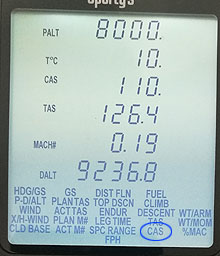 sporty's
PALT 8000.
T°C 10.
CAS 110.
TAS 126.4
MACH# 0.19
DALT 9236.8
HDG/GS GS DIST FLN FUEL
P-D/ALT PLANTAS TOP DSCN CLIMB
WIND ACTTAS ENDUR DESCENT WT/ARM
X/H-WIND PLAN M# LEG TIME TAS WT/MOM
CLD BASE ACT M# SPC RANGE CAS %MAC
FPH